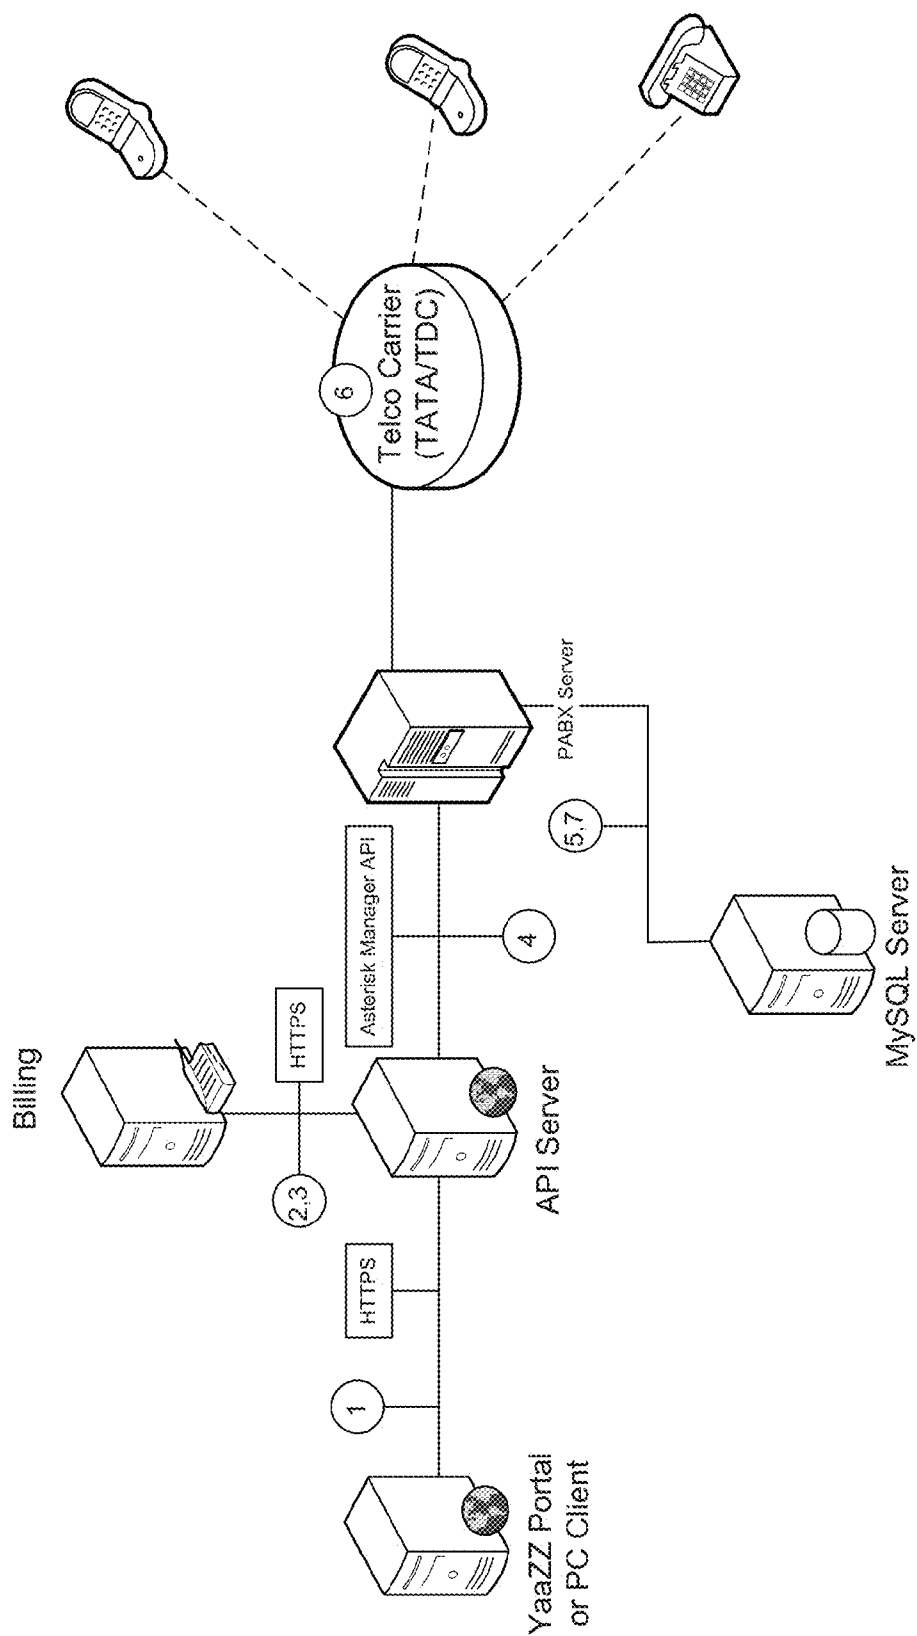 Billing
HTTPS
2,3
Asterisk Manager API
6
Telco Carrier
(TATA/TDC)
1
HTTPS
API Server
4
PABX Server
5,7
YaaZZ Portal
or PC Client
MySQL Server